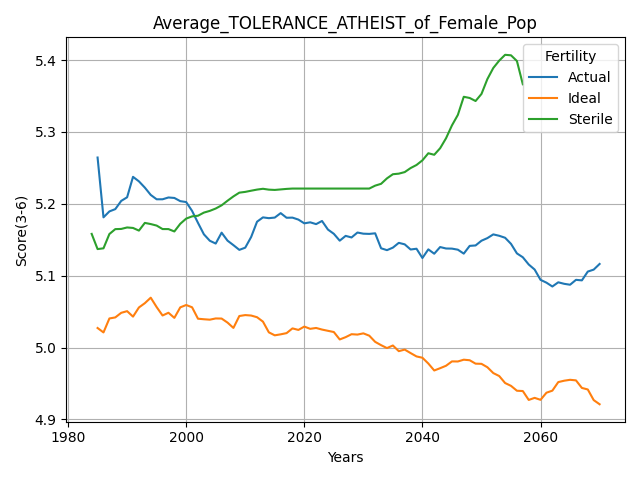 Average_TOLERANCE_ATHEIST_of_Female_Pop
Score(3-6)
5.4
5.3
5.2
5.1
5.0
4.9
Fertility
Actual
Ideal
Sterile
1980
2000
2020
2040
2060
Years